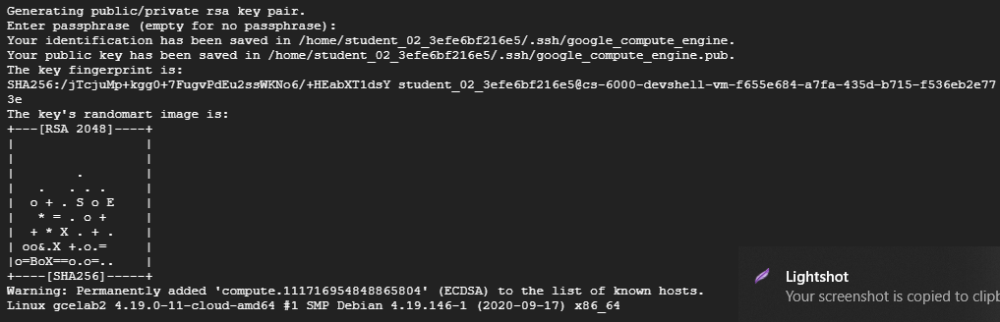 Generating public/private rsa key pair.
Enter passphrase (empty for no passphrase):
Your identification has been saved in /home/student_02_3efe6bf216e5/.ssh/google_compute_engine.
Your public key has been saved in /home/student_02_3efe6bf216e5/.ssh/google_compute_engine.pub.
The key fingerprint is:
SHA256:/jTcjuMp+kgg0+7FugvPdEu2ssWKNo6/+HEabXT1dsY student_02_3efe6bf216e5@cs-6000-devshell-vm-f655e684-a7fa-435d-b715-f536eb2e77
3e
The key's randomart image is:
+---[RSA 2048]----+
|                 |
|                 |
|        .        |
|   .   . . .     |
|  o + . S o E    |
|   * = . o +     |
|  + * X . + .    |
| oo&.X +.o.=     |
|o=BoX==o.o=..    |
+----[SHA256]-----+
Warning: Permanently added 'compute.111716954848865804' (ECDSA) to the list of known hosts.
Linux gcelab2 4.19.0-11-cloud-amd64 #1 SMP Debian 4.19.146-1 (2020-09-17) x86_64
Lightshot
Your screenshot is copied to clipb